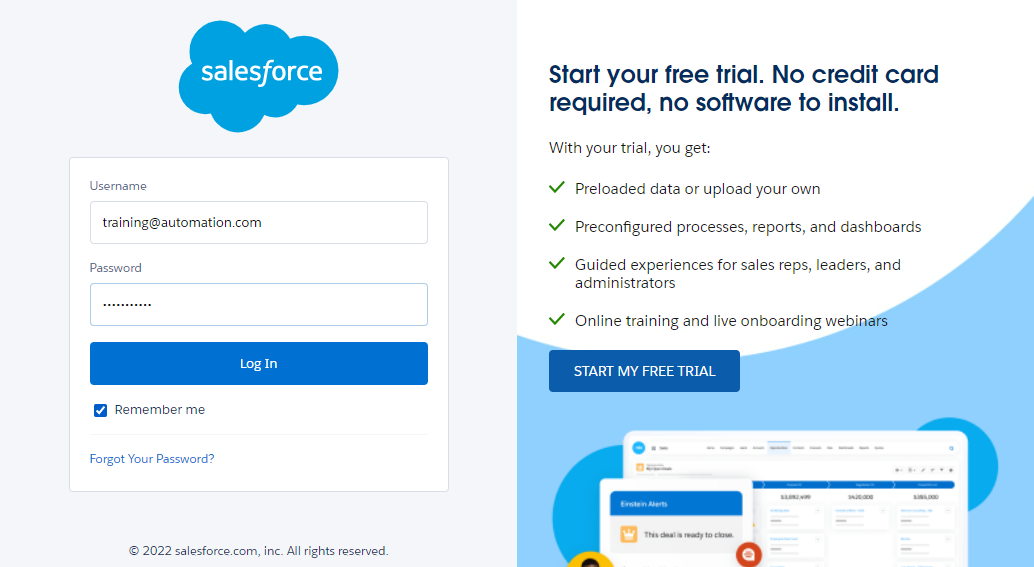 salesforce
Username
training@automation.com
Password
Log In
Remember me
Forgot Your Password?
© 2022 salesforce.com, inc. All rights reserved.
Start your free trial. No credit card
required, no software to install.
With your trial, you get:
Preloaded data or upload your own
Preconfigured processes, reports, and dashboards
Guided experiences for sales reps, leaders, and
administrators
Online training and live onboarding webinars
START MY FREE TRIAL
Sales
$3,892,499
$420,000
$355,000
Einstein Alerts
This deal is ready to close.